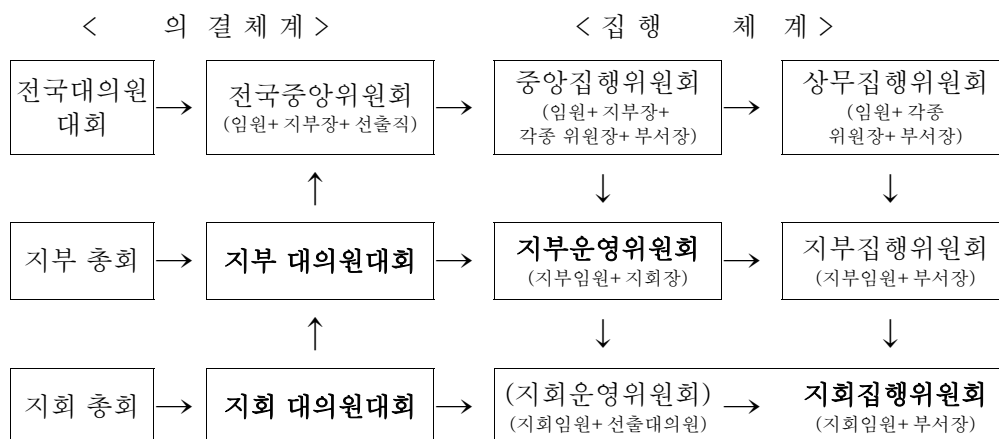 < 의 결 체 계 >
< 집 행 체 계 >
전국대의원
대회
→
전국중앙위원회
(임원+ 지부장+ 선출직)
→
중앙집행위원회
(임원+ 지부장+
각종 위원장+ 부서장)
→
상무집행위원회
(임원+ 각종
위원장+ 부서장)
↑
↓
↓
지부 총회
→
지부 대의원대회
→
지부운영위원회
(지부임원+ 지회장)
→
지부집행위원회
(지부임원+ 부서장)
↑
↓
↓
지회 총회
→
지회 대의원대회
→
(지회운영위원회)
(지회임원+ 선출대의원)
→
지회집행위원회
(지회임원+ 부서장)